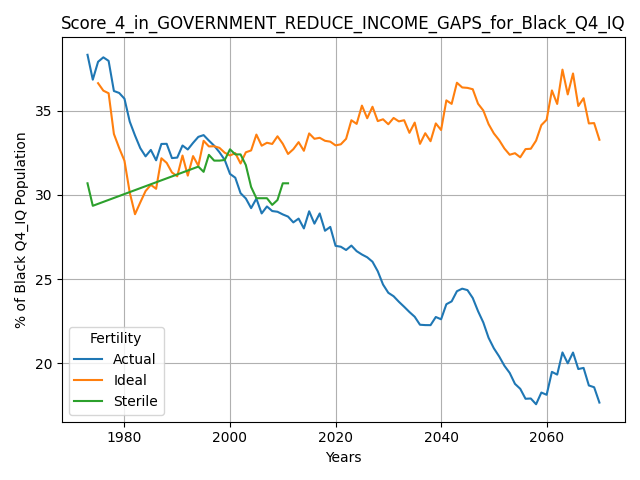 Score_4_in_GOVERNMENT_REDUCE_INCOME_GAPS_for_Black_Q4_IQ
% of Black Q4_IQ Population
35
30
25
20
Fertility
Actual
Ideal
Sterile
1980 2000 2020 2040 2060
Years